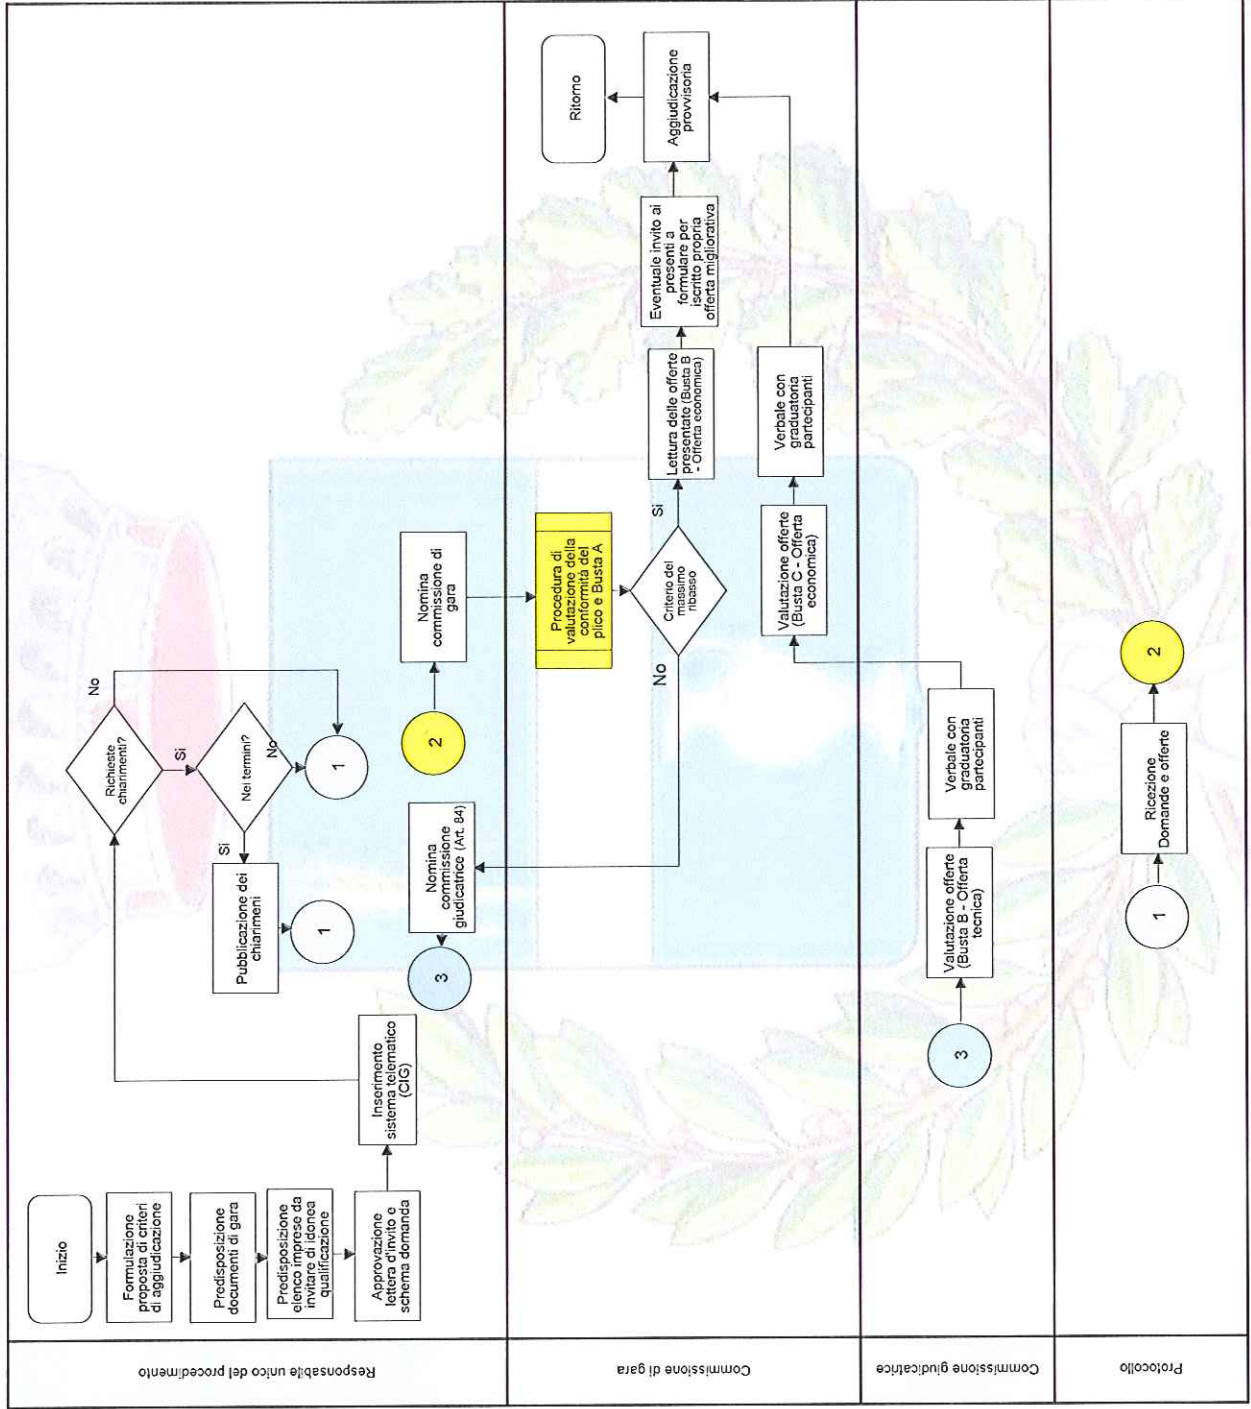 Responsabile unico del procedimento
Inizio
Formulazione
proposta di criteri
di aggiudicazione
Predisposizione
documenti di gara
Predisposizione
elenco imprese da
invitare di idonea
qualificazione
Approvazione
lettera d'invito e
schema domanda
Inserimento
sistema telematico
(CIG)
Richieste
chiarimenti?
No
Si
Nei termini?
No
Si
Pubblicazione dei
chiarimeni
1
1
Nomina
commissione
giudicatrice (Art. 84)
3
2
Nomina
commissione di
gara
Commissione di gara
Procedura di
valutazione della
conformità del
plico e Busta A
Criterio del
massimo
ribasso
No
Si
Lettura delle offerte
presentate (Busta B
- Offerta economica)
Eventuale invito ai
presenti a
formulare per
iscritto propria
offerta migliorativa
Aggiudicazione
provvisoria
Ritorno
Valutazione offerte
(Busta C - Offerta
economica)
Verbale con
graduatoria
partecipanti
Commissione giudicatrice
3
Valutazione offerte
(Busta B - Offerta
tecnica)
Verbale con
graduatoria
partecipanti
Protocollo
1
Ricezione
Domande e offerte
2